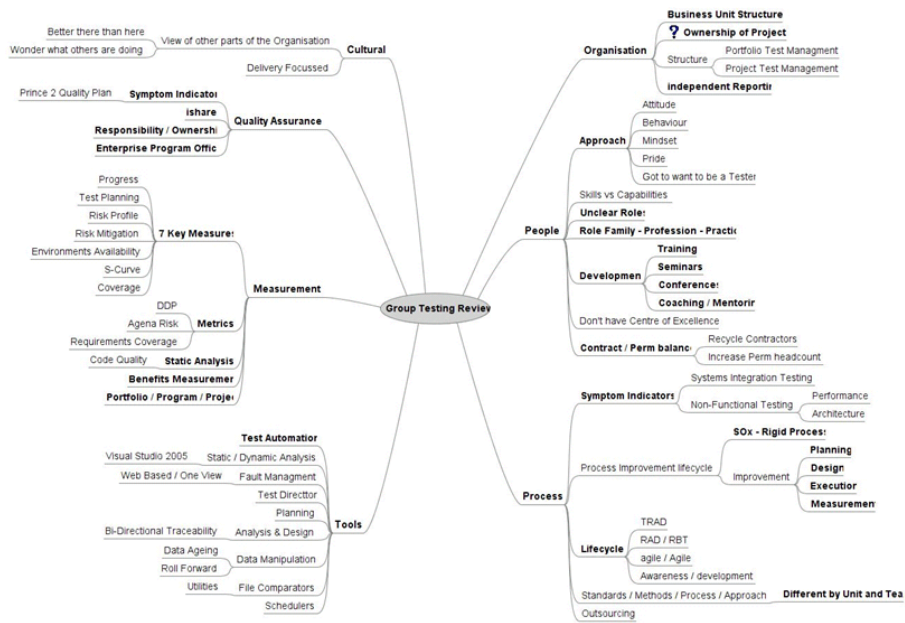 Group Testing Review
Cultural
View of other parts of the Organisation
Better there than here
Wonder what others are doing
Delivery Focussed
Quality Assurance
Symptom Indicator
Prince 2 Quality Plan
ishare
Responsibility / Ownershi
Enterprise Program Offic
Measurement
7 Key Measures
Progress
Test Planning
Risk Profile
Risk Mitigation
Environments Availability
S-Curve
Coverage
Metrics
DDP
Agena Risk
Requirements Coverage
Static Analysis
Code Quality
Benefits Measuremer
Portfolio / Program / Proje
Tools
Test Automation
Static / Dynamic Analysis
Visual Studio 2005
Fault Managment
Web Based / One View
Test Directtor
Planning
Analysis & Design
Bi-Directional Traceability
Data Manipulation
Data Ageing
Roll Forward
File Comparators
Utilities
Schedulers
Organisation
Business Unit Structure
? Ownership of Project
Structure
Portfolio Test Managment
Project Test Management
independent Reportin
People
Approach
Attitude
Behaviour
Mindset
Pride
Got to want to be a Tester
Skills vs Capabilities
Unclear Roles
Role Family - Profession - Practic
Developmen
Training
Seminars
Conferences
Coaching / Mentorin
Don't have Centre of Excellence
Contract / Perm balanc
Recycle Contractors
Increase Perm headcount
Process
Symptom Indicators
Systems Integration Testing
Non-Functional Testing
Performance
Architecture
Process Improvement lifecycle
SOx - Rigid Process
Improvement
Planning
Design
Execution
Measuremen
Lifecycle
TRAD
RAD / RBT
agile / Agile
Awareness / development
Standards / Methods / Process / Approach
Different by Unit and Tea
Outsourcing